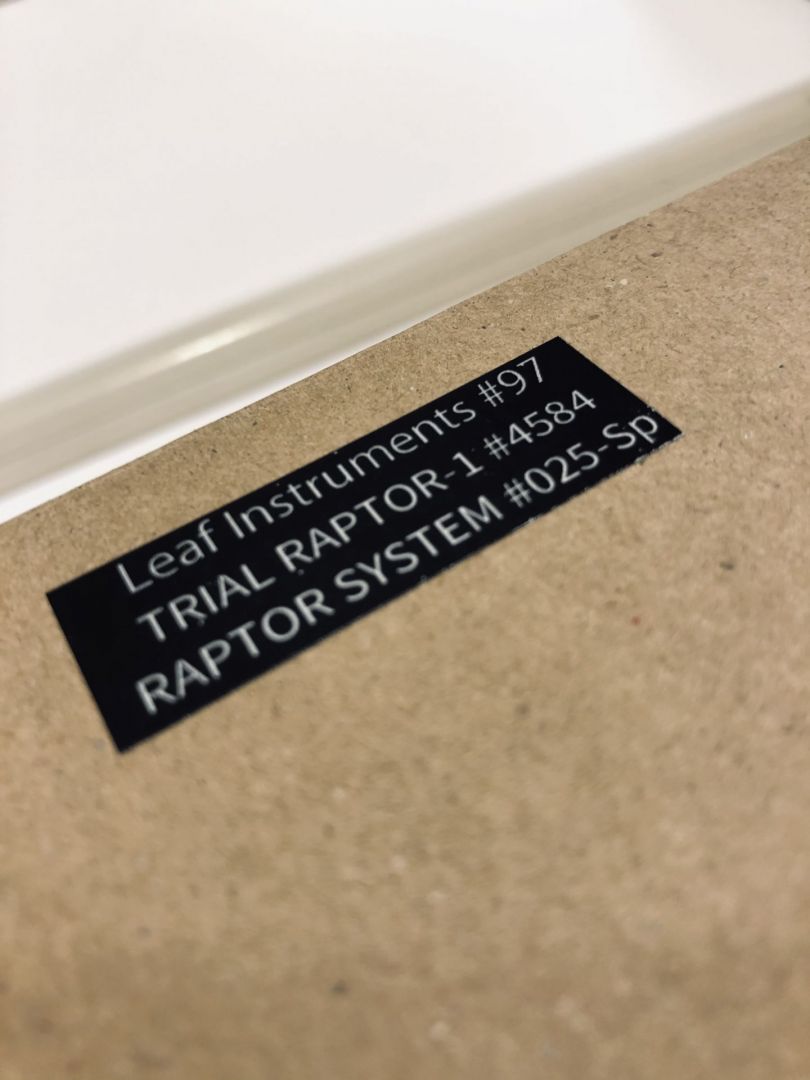 Leaf Instruments #97
TRIAL RAPTOR-1 #4584
RAPTOR SYSTEM #025-Sp